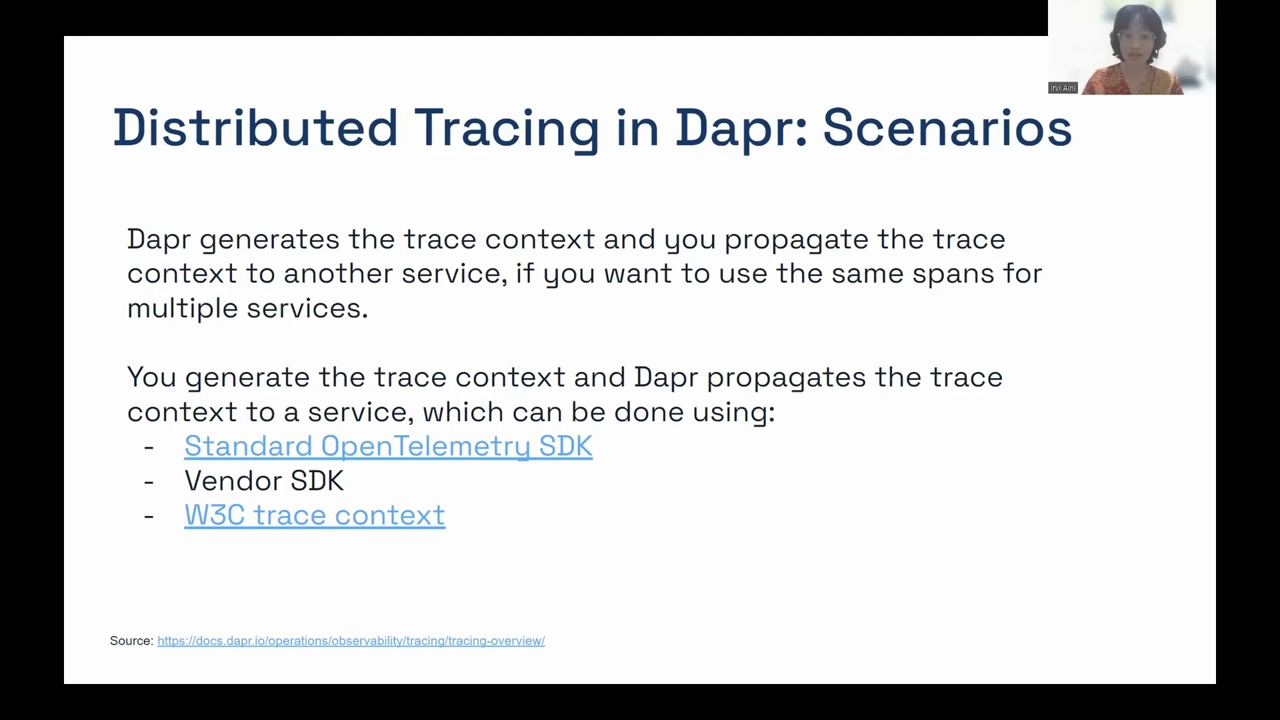 Irvi Aini
Distributed Tracing in Dapr: Scenarios
Dapr generates the trace context and you propagate the trace
context to another service, if you want to use the same spans for
multiple services.
You generate the trace context and Dapr propagates the trace
context to a service, which can be done using:
- Standard OpenTelemetry SDK
- Vendor SDK
- W3C trace context
Source: https://docs.dapr.io/operations/observability/tracing/tracing-overview/